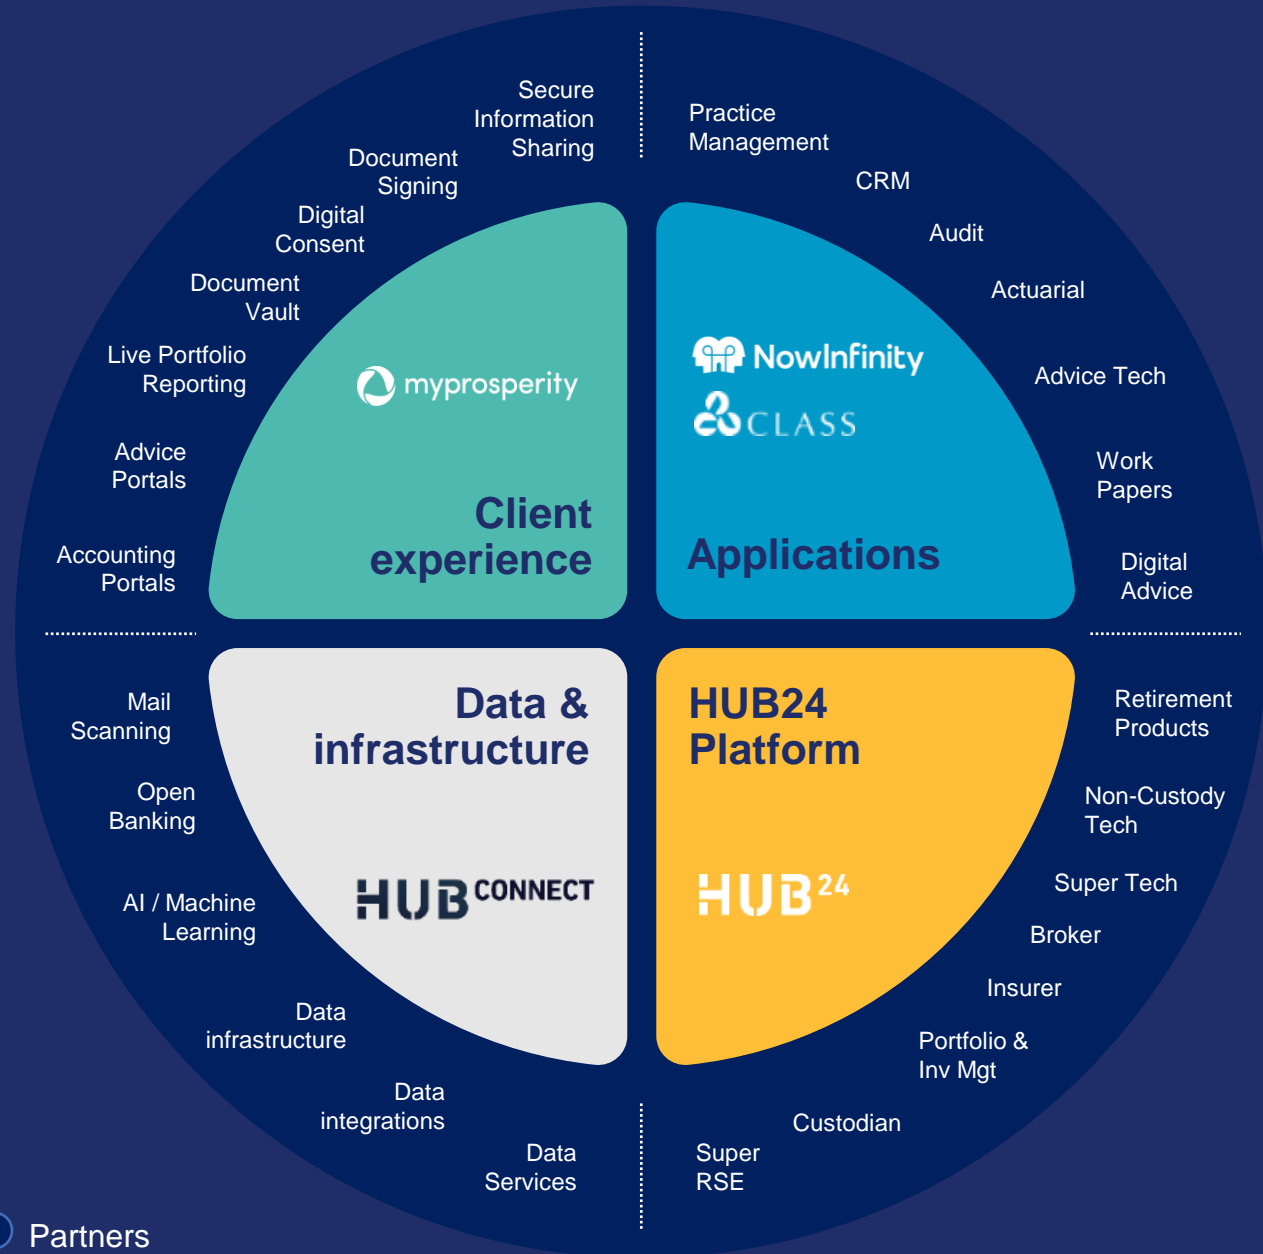 Secure
Information
Sharing
Document
Signing
Digital
Consent
Document
Vault
Live Portfolio
Reporting
Advice
Portals
Accounting
Portals
Practice
Management
CRM
Audit
Actuarial
Advice Tech
Work
Papers
Digital
Advice
myprosperity
Client
experience
NowInfinity
CLASS
Applications
Data &
infrastructure
HUB CONNECT
HUB24
Platform
HUB 24
Mail
Scanning
Open
Banking
AI / Machine
Learning
Data
infrastructure
Data
integrations
Data
Services
Retirement
Products
Non-Custody
Tech
Super Tech
Broker
Insurer
Portfolio &
Inv Mgt
Custodian
Super
RSE
Partners